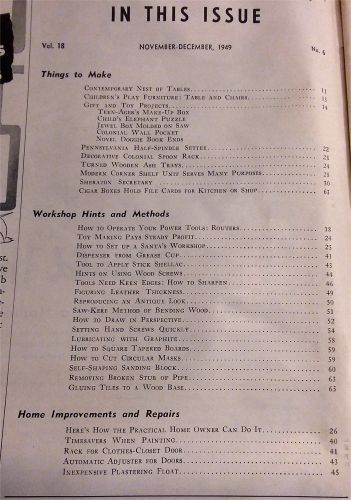 IN THIS ISSUE
Vol. 18 NOVEMBER-DECEMBER, 1949 No. 6
Things to Make
CONTEMPORARY NEST OF TABLES 11
CHILDREN'S PLAY FURNITURE: TABLE AND CHAIRS 13
GIFT AND TOY PROJECTS 14
TEEN-AGER'S MAKE-UP BOX
CHILD'S ELEPHANT PUZZLE
JEWEL BOX MOLDED ON SAW
COLONIAL WALL POCKET
NOVEL DOGGIE BOOK ENDS
PENNSYLVANIA HALF-SPINDLE SETTEE 22
DECORATIVE COLONIAL SPOON RACK 21
TURNED WOODEN ASH TRAYS 24
MODERN CORNER SHELF UNIT SERVES MANY PURPOSES
SHERATON SECRETARY 30
CIGAR BOXES HOLD FILE CARDS FOR KITCHEN OR SHOP 61
Workshop Hints and Methods
HOW TO OPERATE YOUR POWER TOOLS: ROUTERS 18
TOY MAKING PAYS STEADY PROFIT 24
HOW TO SET UP A SANTA'S WORKSHOP 25
DISPENSER FROM GREASE CUP 41
TOOL TO APPLY STICK SHELLAC 43
HINTS ON USING WOOD SCREWS 44
TOOLS NEED KEEN EDGES: HOW TO SHARPEN 46
FIGURING LEATHER THICKNESS 49
REPRODUCING AN ANTIQUE LOOK 50
SAW-KERF METHOD OF BENDING WOOD 51
HOW TO DRAW IN PERSPECTIVE 52
SETTING HAND SCREWS QUICKLY 54
LUBRICATING WITH GRAPHITE 58
HOW TO SQUARE TAPERED BOARDS 59
HOW TO CUT CIRCULAR MASKS 59
SELF-SHAPING SANDING BLOCK 60
REMOVING BROKEN STUB OF PIPE 63
GLUING TILES TO A WOOD BASE 65
Home Improvements and Repairs
HERE'S HOW THE PRACTICAL HOME OWNER CAN DO IT 26
TIMESAVERS WHEN PAINTING 40
RACK FOR CLOTHES-CLOSET DOOR 41
AUTOMATIC ADJUSTER FOR DOORS 43
INEXPENSIVE PLASTERING FLOAT 45